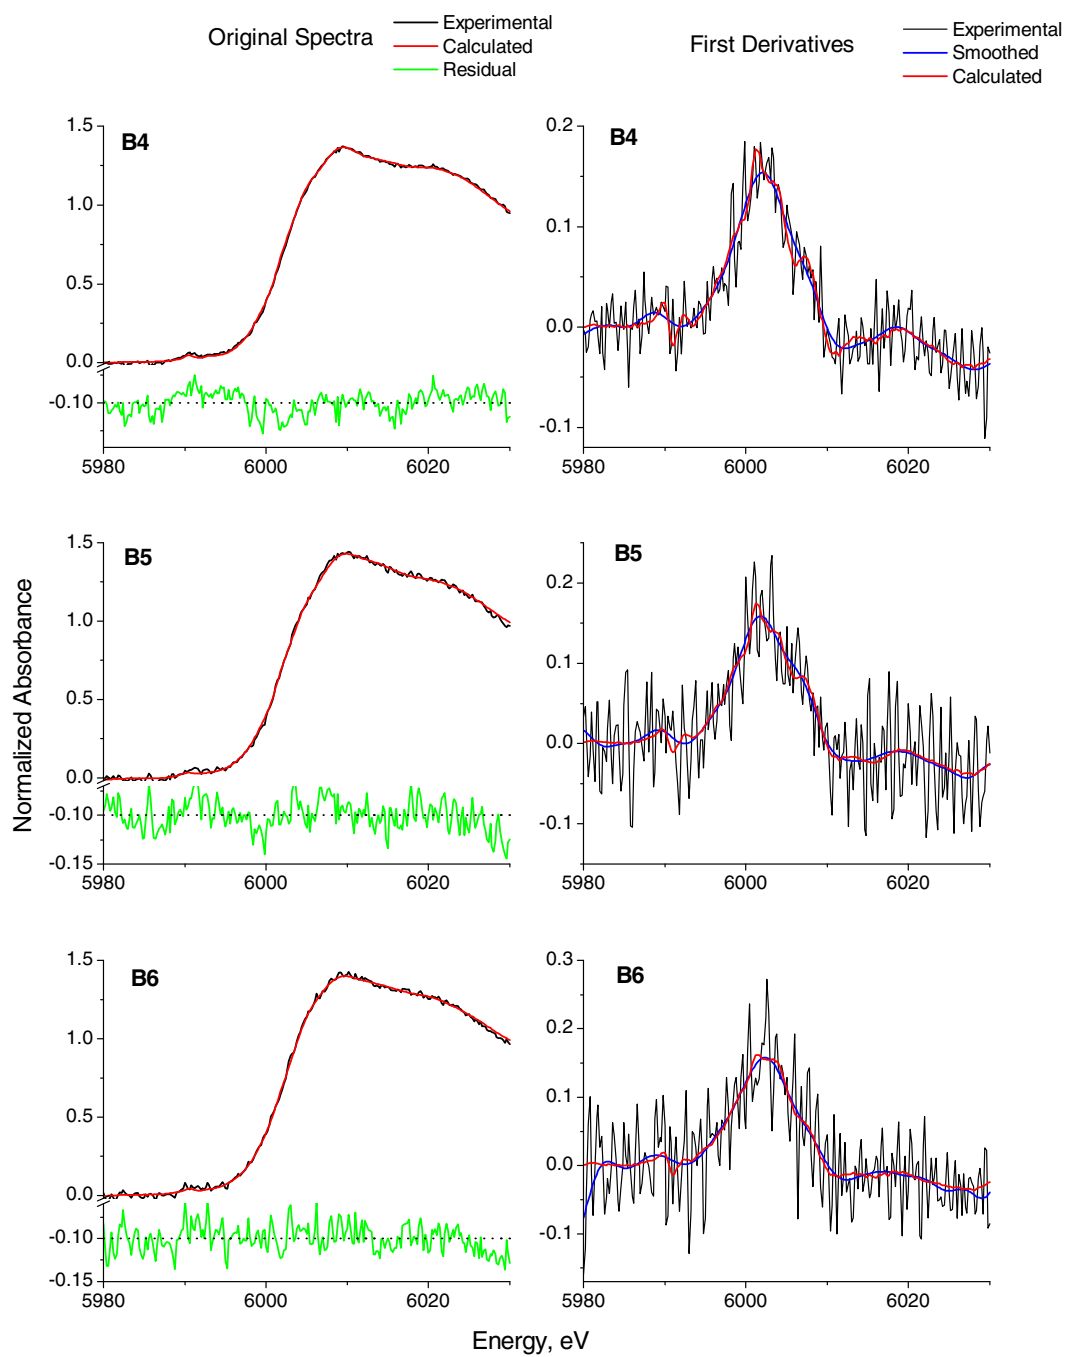 Original Spectra
Experimental
Calculated
Residual
First Derivatives
Experimental
Smoothed
Calculated
B4
1.5
1.0
0.5
0.0
-0.10
5980 6000 6020
B4
0.2
0.1
0.0
-0.1
5980 6000 6020
Normalized Absorbance
B5
1.5
1.0
0.5
0.0
-0.10
-0.15
5980 6000 6020
B5
0.2
0.1
0.0
-0.1
5980 6000 6020
B6
1.5
1.0
0.5
0.0
-0.10
-0.15
5980 6000 6020
B6
0.3
0.2
0.1
0.0
-0.1
5980 6000 6020
Energy, eV